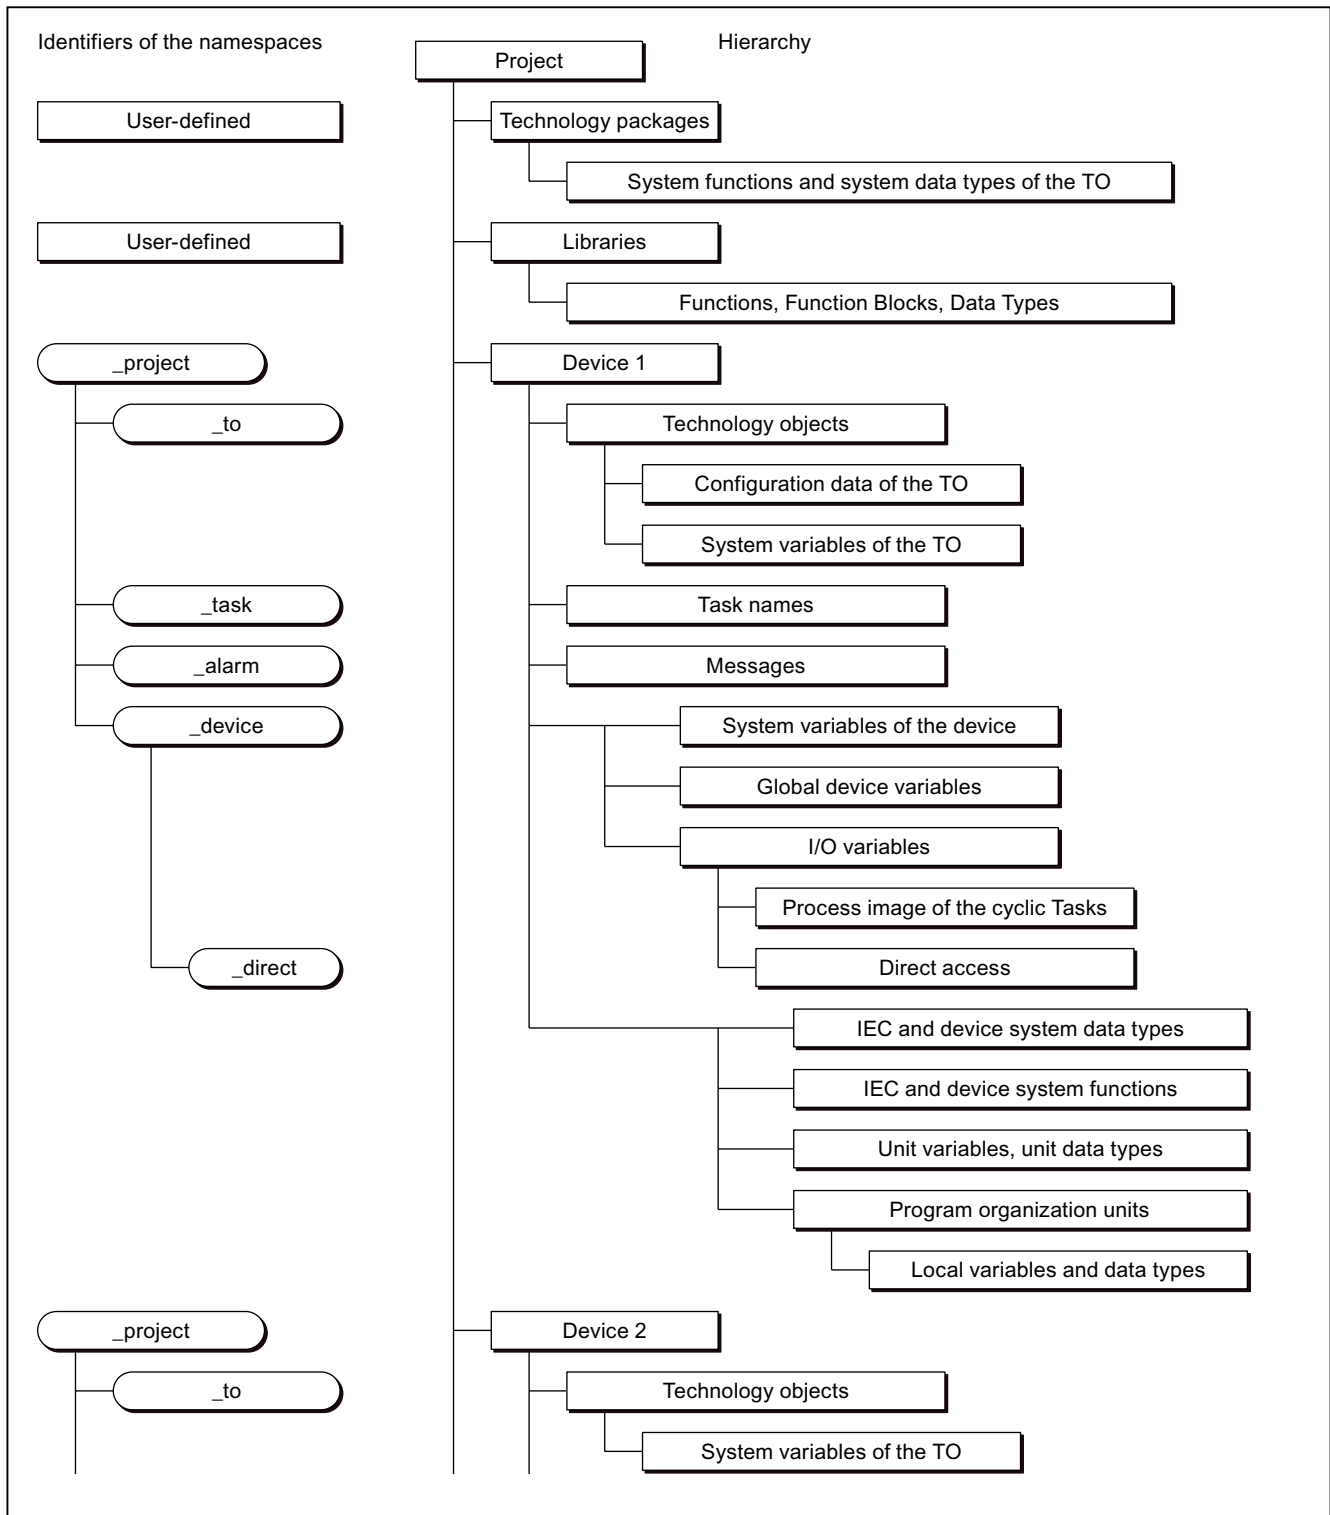 Identifiers of the namespaces
Hierarchy
Project
User-defined
Technology packages
System functions and system data types of the TO
User-defined
Libraries
Functions, Function Blocks, Data Types
_project
Device 1
_to
Technology objects
Configuration data of the TO
System variables of the TO
_task
Task names
_alarm
Messages
_device
System variables of the device
Global device variables
I/O variables
Process image of the cyclic Tasks
_direct
Direct access
IEC and device system data types
IEC and device system functions
Unit variables, unit data types
Program organization units
Local variables and data types
_project
Device 2
_to
Technology objects
System variables of the TO